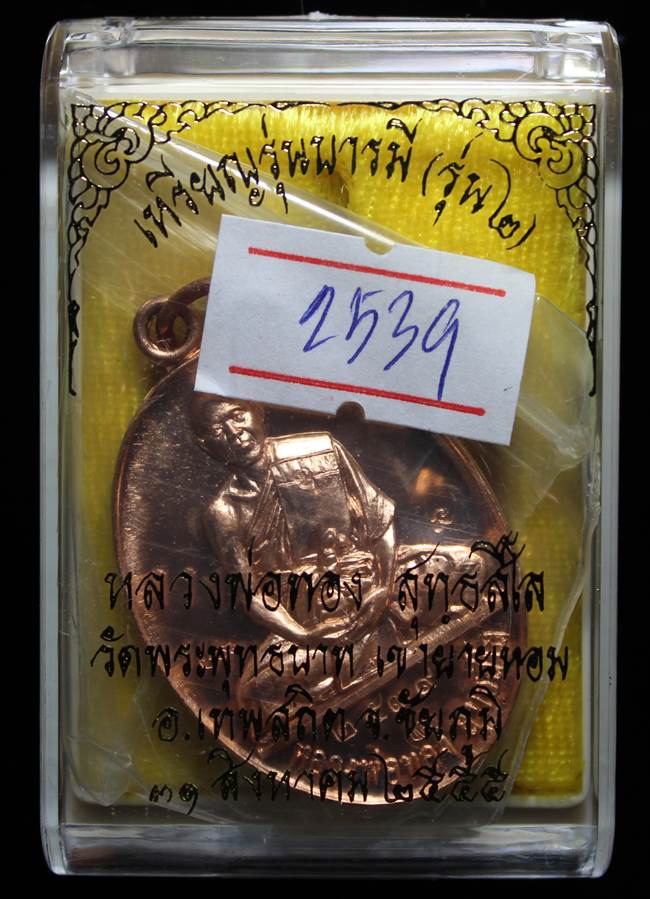 เหรียญรุ่นบารมี (รุ่น ๒)
2539
หลวงพ่อทอง สุทฺธสีโล
วัดพระพุทธบาท เขายายหอม
อ.เทพสถิต จ.ชัยภูมิ
๓๑ สิงหาคม ๒๕๕๕